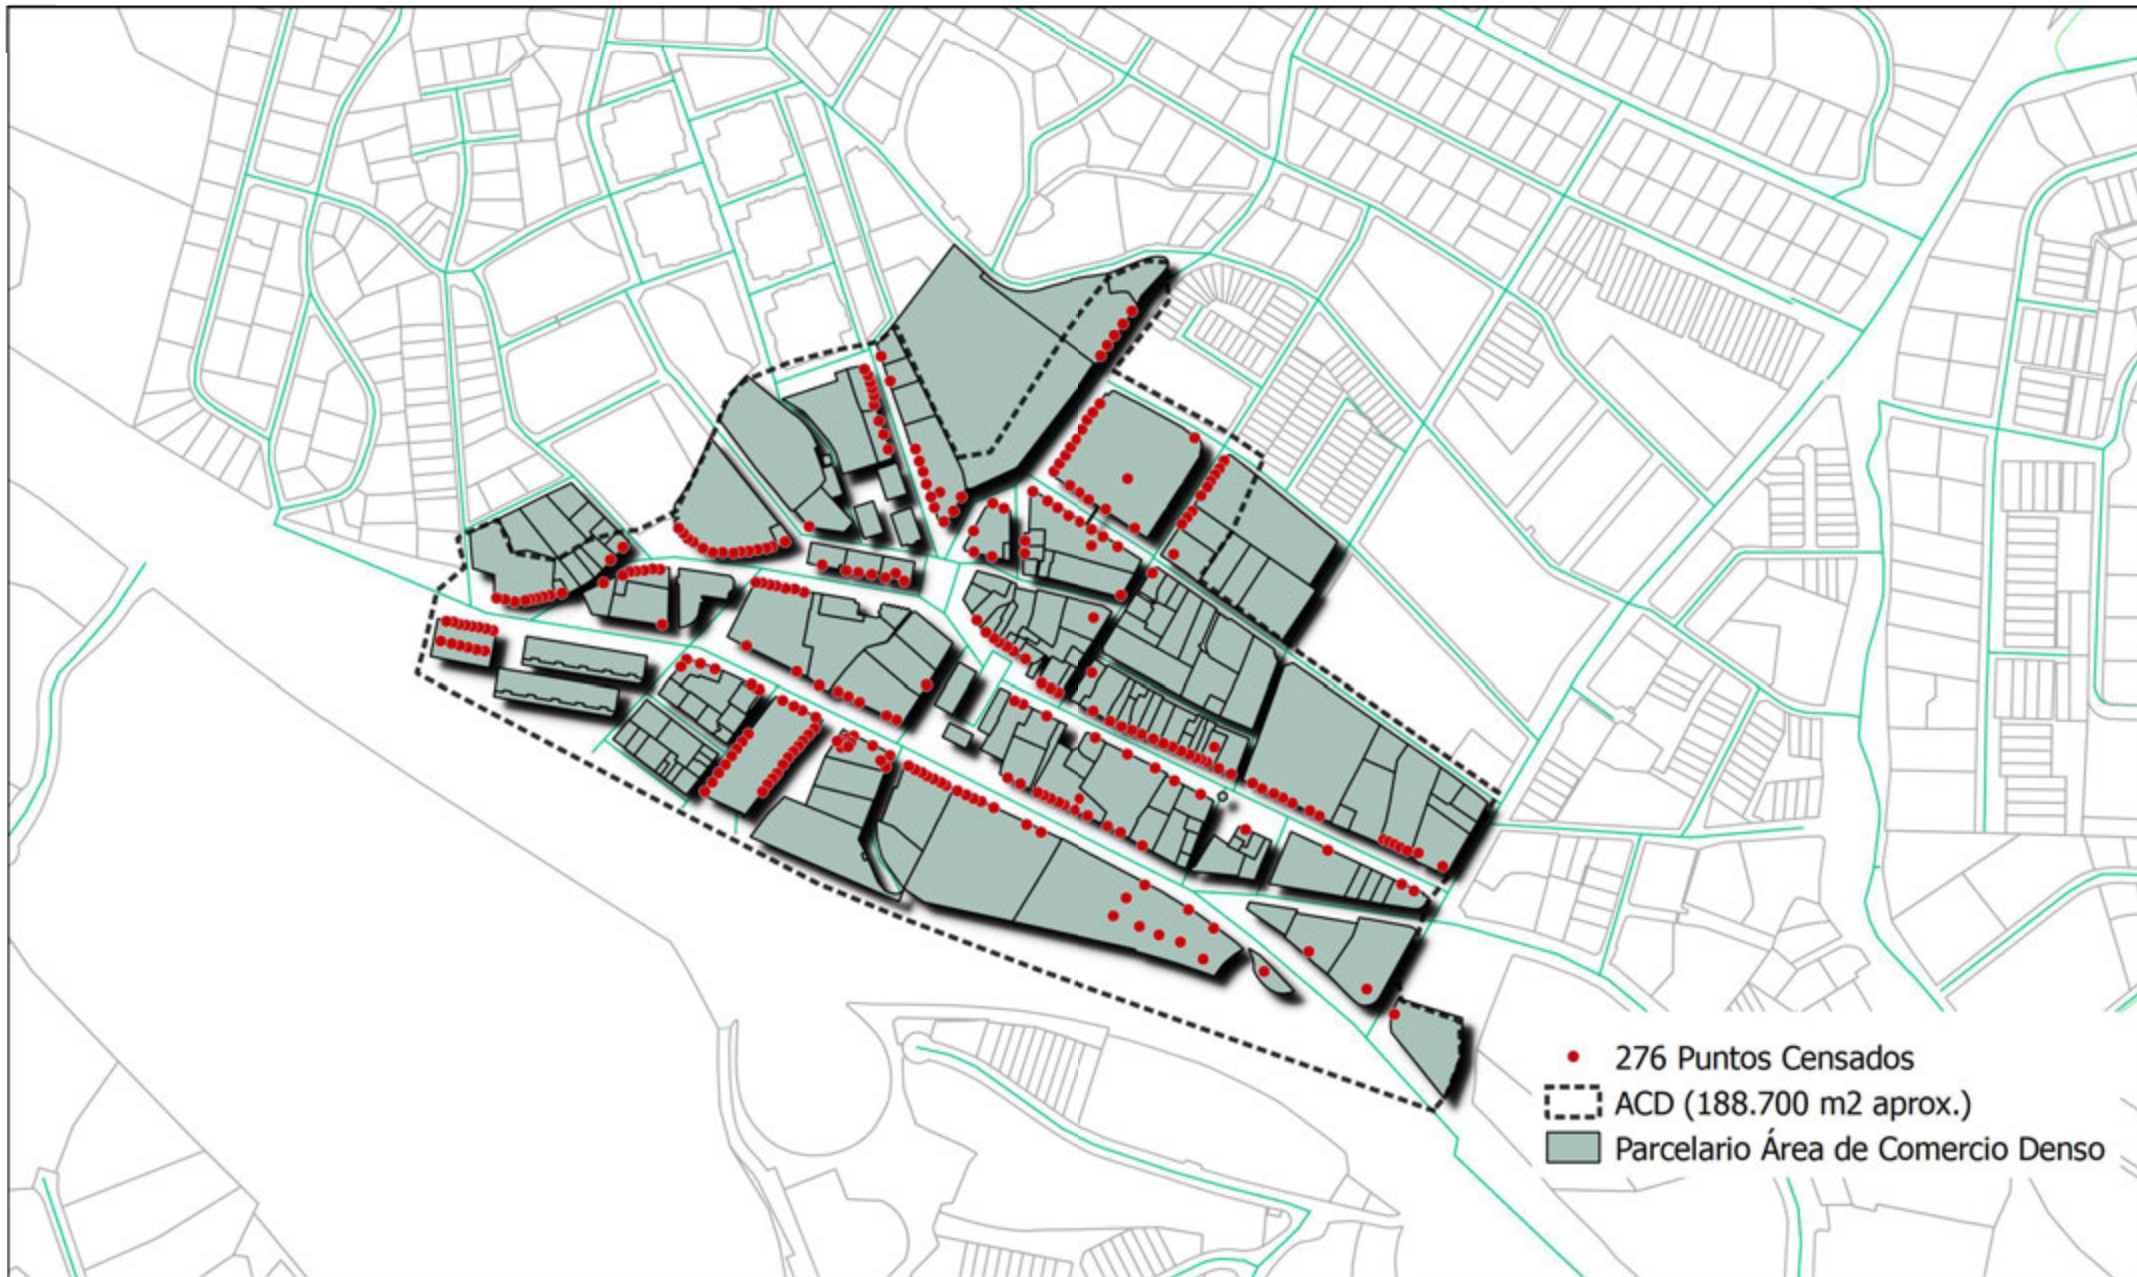 276 Puntos Censados
ACD (188.700 m2 aprox.)
Parcelario Área de Comercio Denso